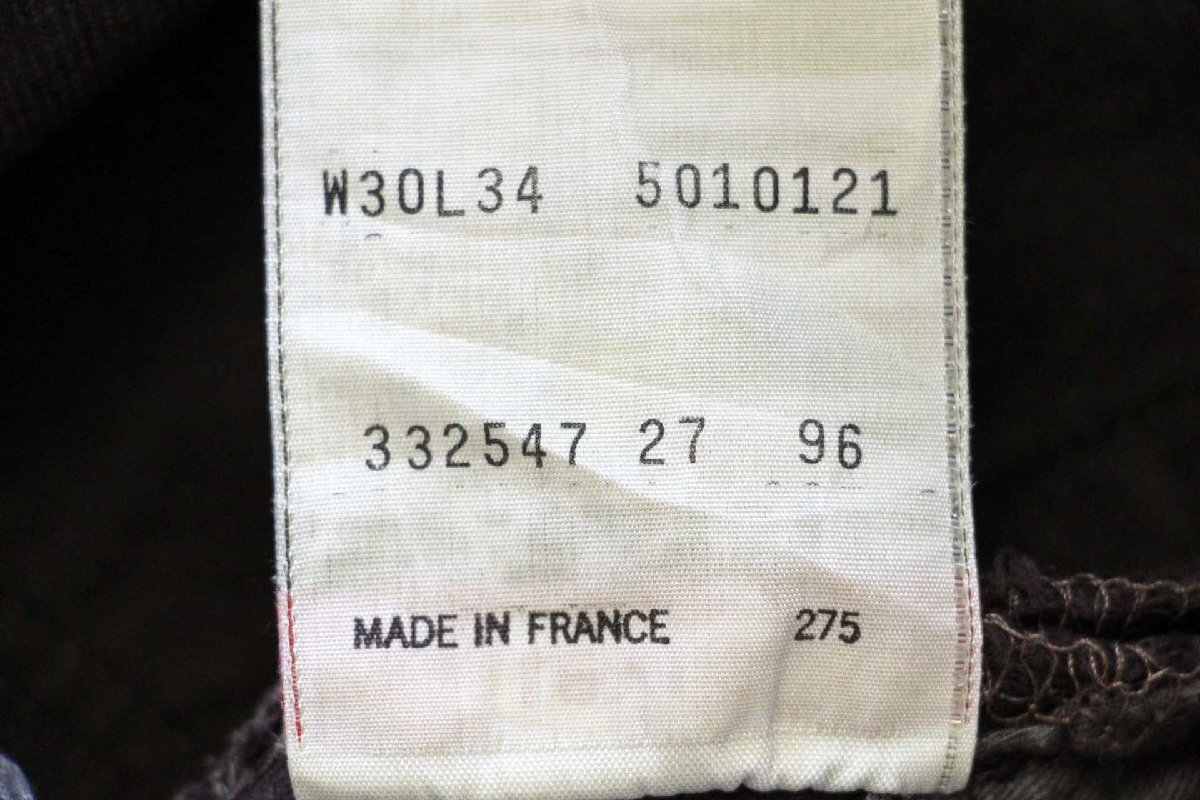 W30L34 5010121
332547 27 96
MADE IN FRANCE 275